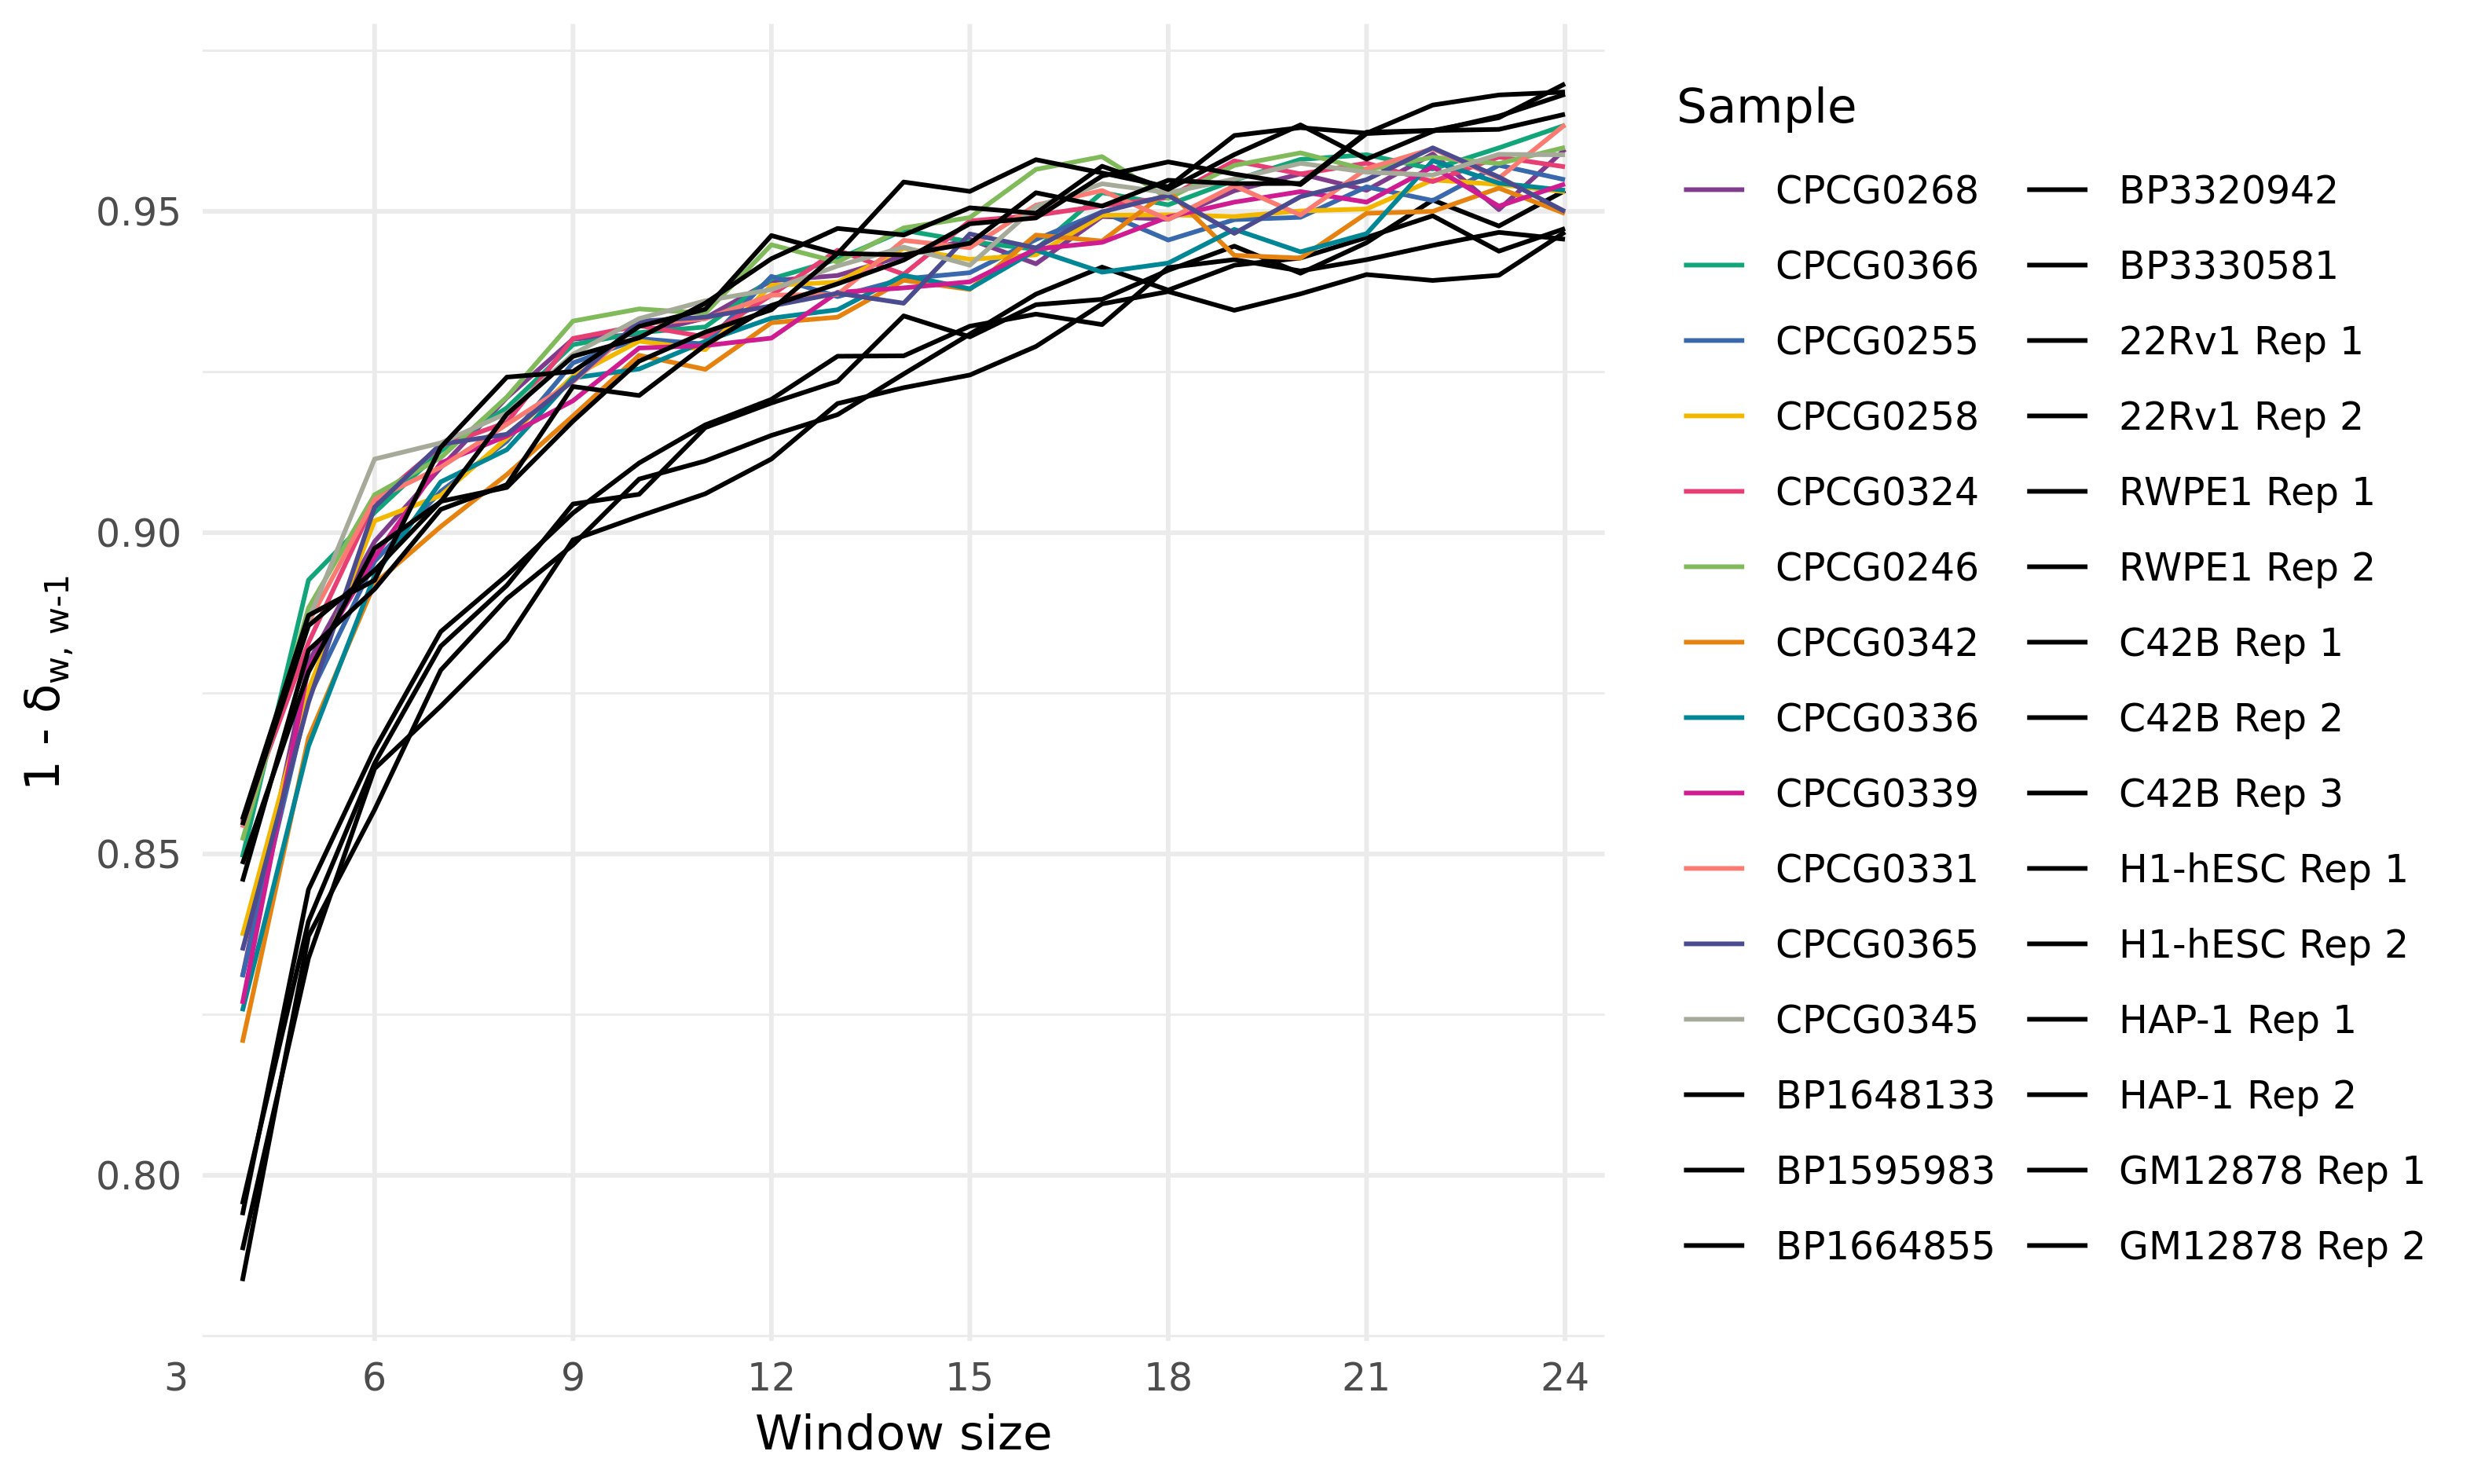 1 - δw, w-1
0.95
0.90
0.85
0.80
3 6 9 12 15 18 21 24
Window size
Sample
CPCG0268
CPCG0366
CPCG0255
CPCG0258
CPCG0324
CPCG0246
CPCG0342
CPCG0336
CPCG0339
CPCG0331
CPCG0365
CPCG0345
BP1648133
BP1595983
BP1664855
BP3320942
BP3330581
22Rv1 Rep 1
22Rv1 Rep 2
RWPE1 Rep 1
RWPE1 Rep 2
C42B Rep 1
C42B Rep 2
C42B Rep 3
H1-hESC Rep 1
H1-hESC Rep 2
HAP-1 Rep 1
HAP-1 Rep 2
GM12878 Rep 1
GM12878 Rep 2